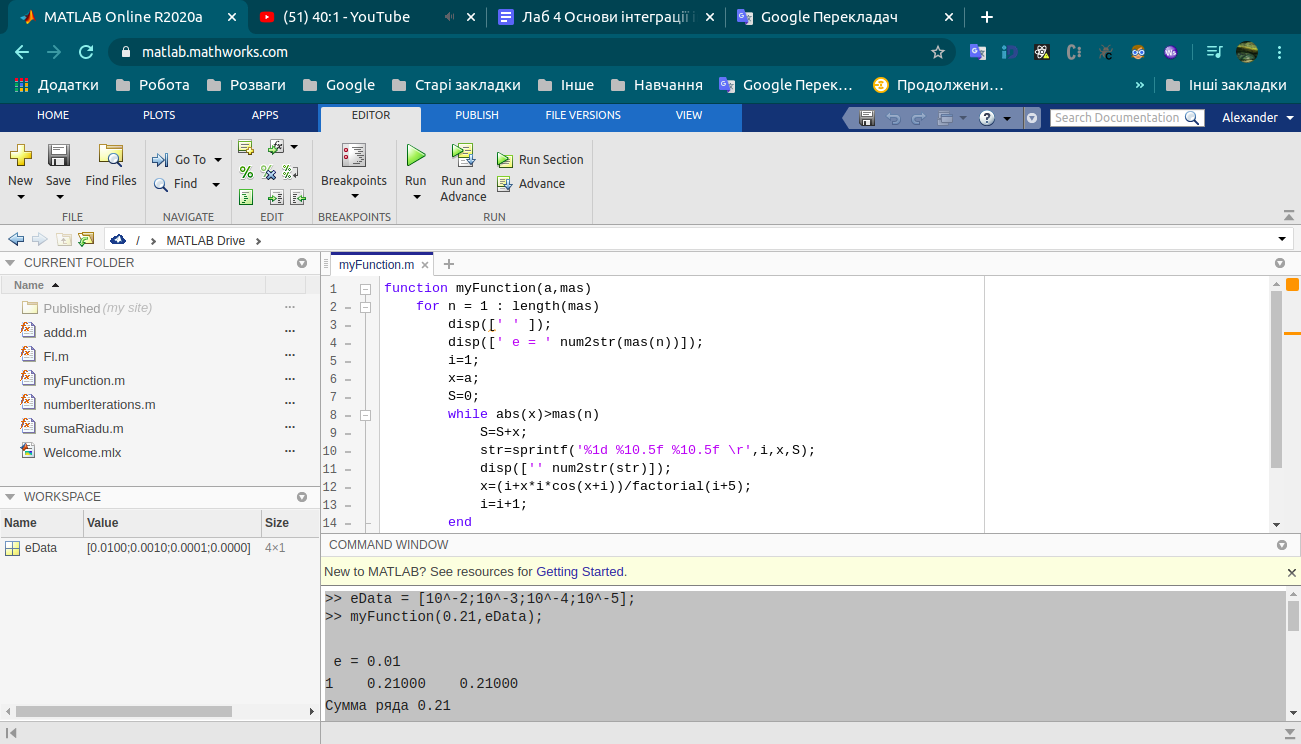 MATLAB Online R2020a
(51) 40:1 - YouTube
Лаб 4 Основи інтеграції і
Google Перекладач
matlab.mathworks.com
Додатки Робота Розваги Google Старі закладки Інше Навчання Google Перек… Продолжени… » Інші закладки
HOME PLOTS APPS EDITOR PUBLISH FILE VERSIONS VIEW Search Documentation Alexander
New Save Find Files Go To Find Breakpoints Run Run and Advance Run Section Advance
FILE NAVIGATE EDIT BREAKPOINTS RUN
/ MATLAB Drive
CURRENT FOLDER
Name
Published (my site)
addd.m
Fl.m
myFunction.m
numberIterations.m
sumaRiadu.m
Welcome.mlx
WORKSPACE
Name Value Size
eData [0.0100;0.0010;0.0001;0.0000] 4×1
myFunction.m
1 function myFunction(a,mas)
2 for n = 1 : length(mas)
3 disp([' ' ]);
4 disp([' e = ' num2str(mas(n))]);
5 i=1;
6 x=a;
7 S=0;
8 while abs(x)>mas(n)
9 S=S+x;
10 str=sprintf('%1d %10.5f %10.5f \r',i,x,S);
11 disp(['' num2str(str)]);
12 x=(i+x*i*cos(x+i))/factorial(i+5);
13 i=i+1;
14 end
COMMAND WINDOW
New to MATLAB? See resources for Getting Started.
>> eData = [10^-2;10^-3;10^-4;10^-5];
>> myFunction(0.21,eData);
e = 0.01
1 0.21000 0.21000
Сумма ряда 0.21